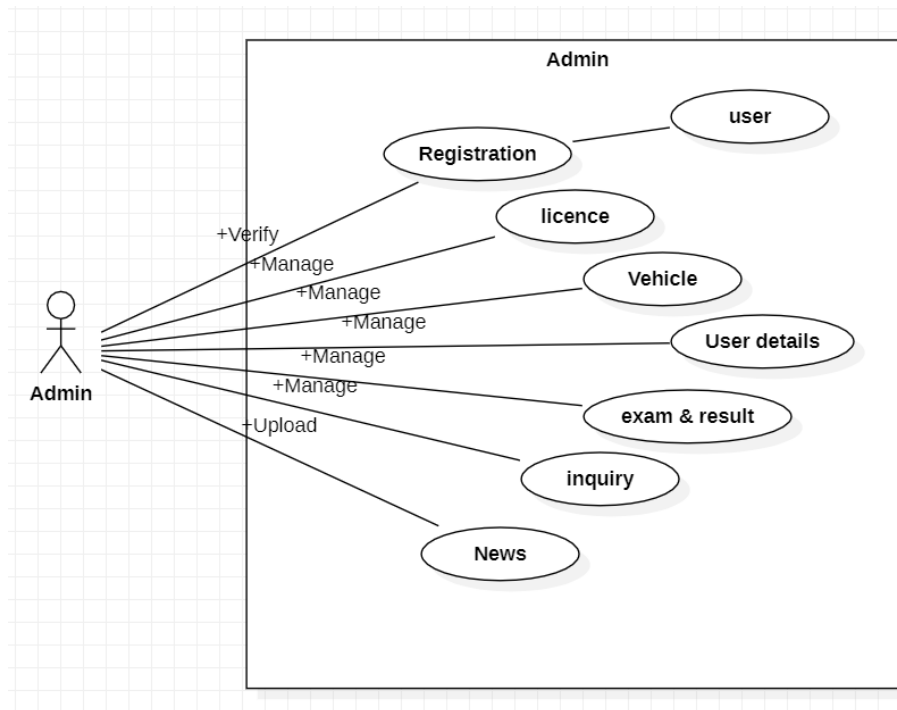 Admin
user
Registration
licence
+Verify
+Manage
Vehicle
+Manage
+Manage
User details
+Manage
Admin
+Manage
exam & result
+Upload
inquiry
News